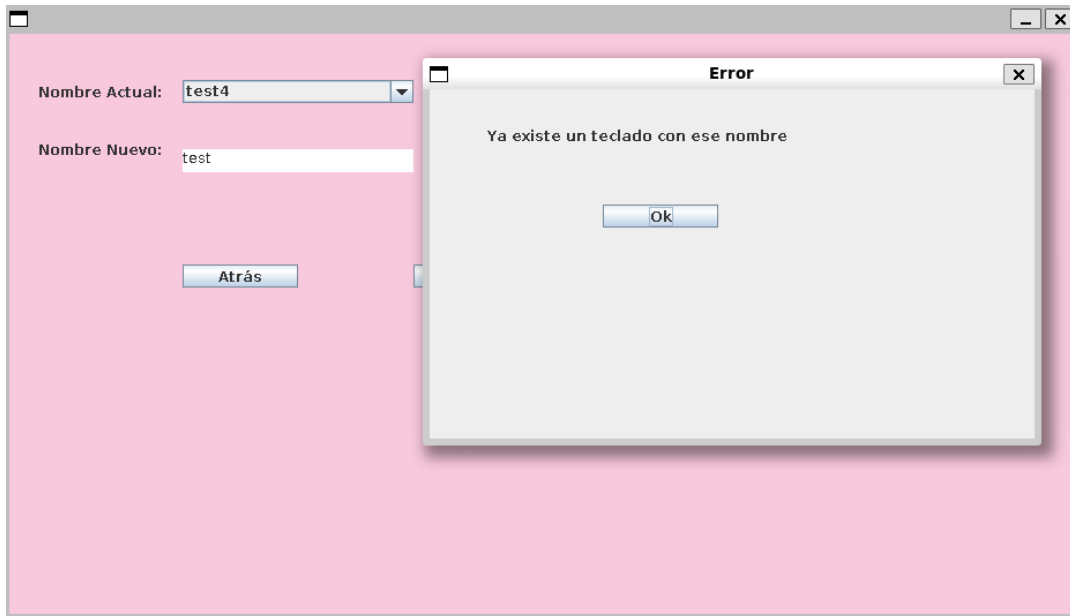 Nombre Actual:
test4
Nombre Nuevo:
test
Atrás
Error
Ya existe un teclado con ese nombre
Ok